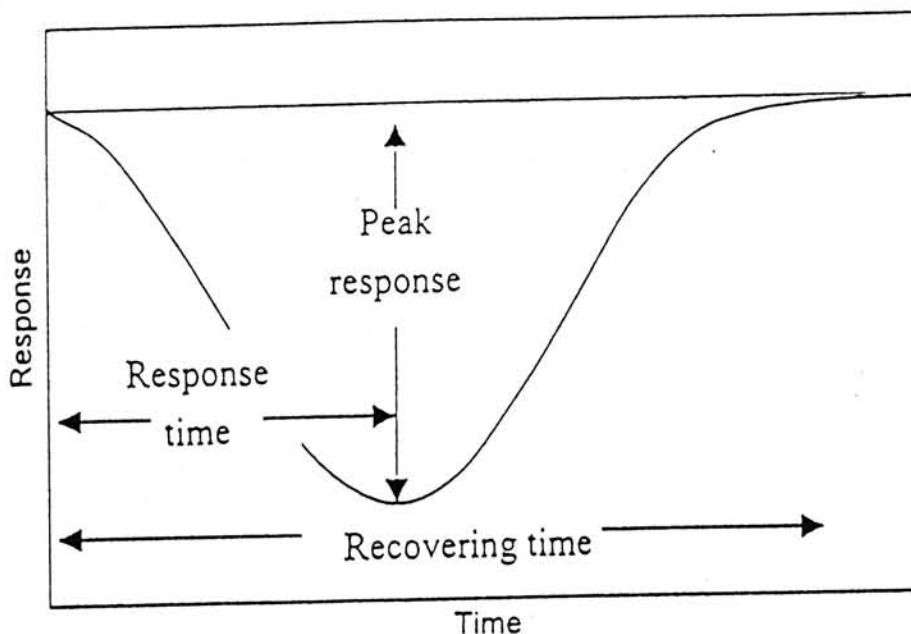 Peak
response
Response
Response
time
Recovering time
Time